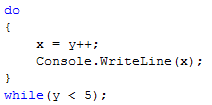 do
{
    x = y++;
    Console.WriteLine(x);
}
while(y < 5);